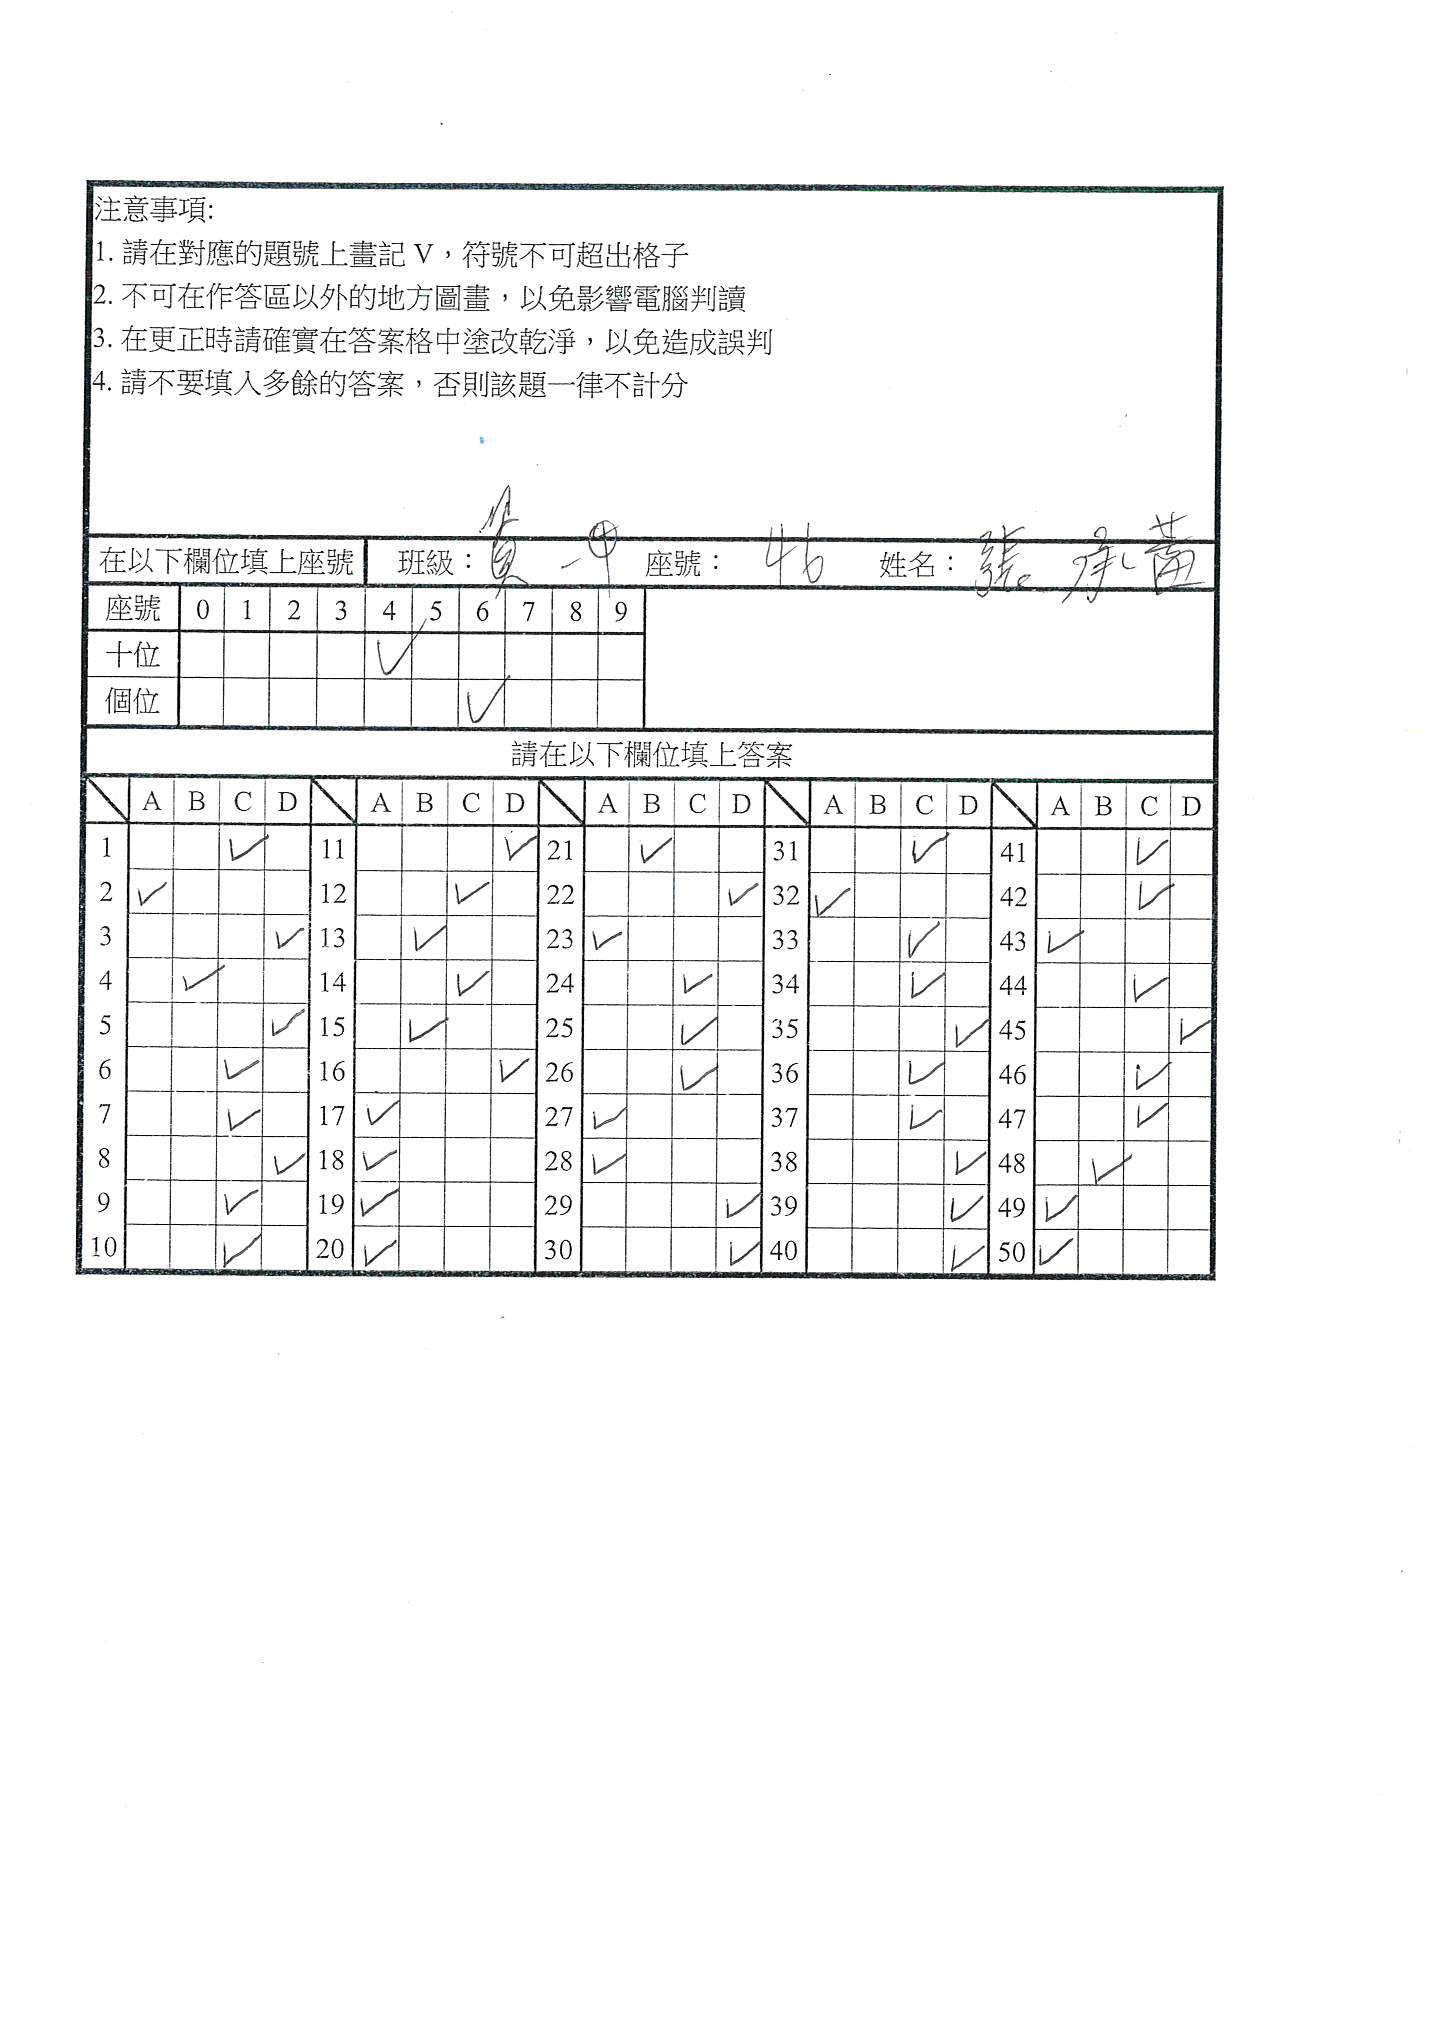 注意事項:
1. 請在對應的題號上畫記 V，符號不可超出格子
2. 不可在作答區以外的地方圖畫，以免影響電腦判讀
3. 在更正時請確實在答案格中塗改乾淨，以免造成誤判
4. 請不要填入多餘的答案，否則該題一律不計分
在以下欄位填上座號 班級： 一甲 座號： 46 姓名： 張承
座號 0 1 2 3 4 5 6 7 8 9
十位 ✓
個位 ✓
請在以下欄位填上答案
A B C D A B C D A B C D A B C D A B C D
1 ✓ 11 ✓ 21 ✓ 31 ✓ 41 ✓
2 ✓ 12 ✓ 22 ✓ 32 ✓ 42 ✓
3 ✓ 13 ✓ 23 ✓ 33 ✓ 43 ✓
4 ✓ 14 ✓ 24 ✓ 34 ✓ 44 ✓
5 ✓ 15 ✓ 25 ✓ 35 ✓ 45 ✓
6 ✓ 16 ✓ 26 ✓ 36 ✓ 46 ✓
7 ✓ 17 ✓ 27 ✓ 37 ✓ 47 ✓
8 ✓ 18 ✓ 28 ✓ 38 ✓ 48 ✓
9 ✓ 19 ✓ 29 ✓ 39 ✓ 49 ✓
10 ✓ 20 ✓ 30 ✓ 40 ✓ 50 ✓